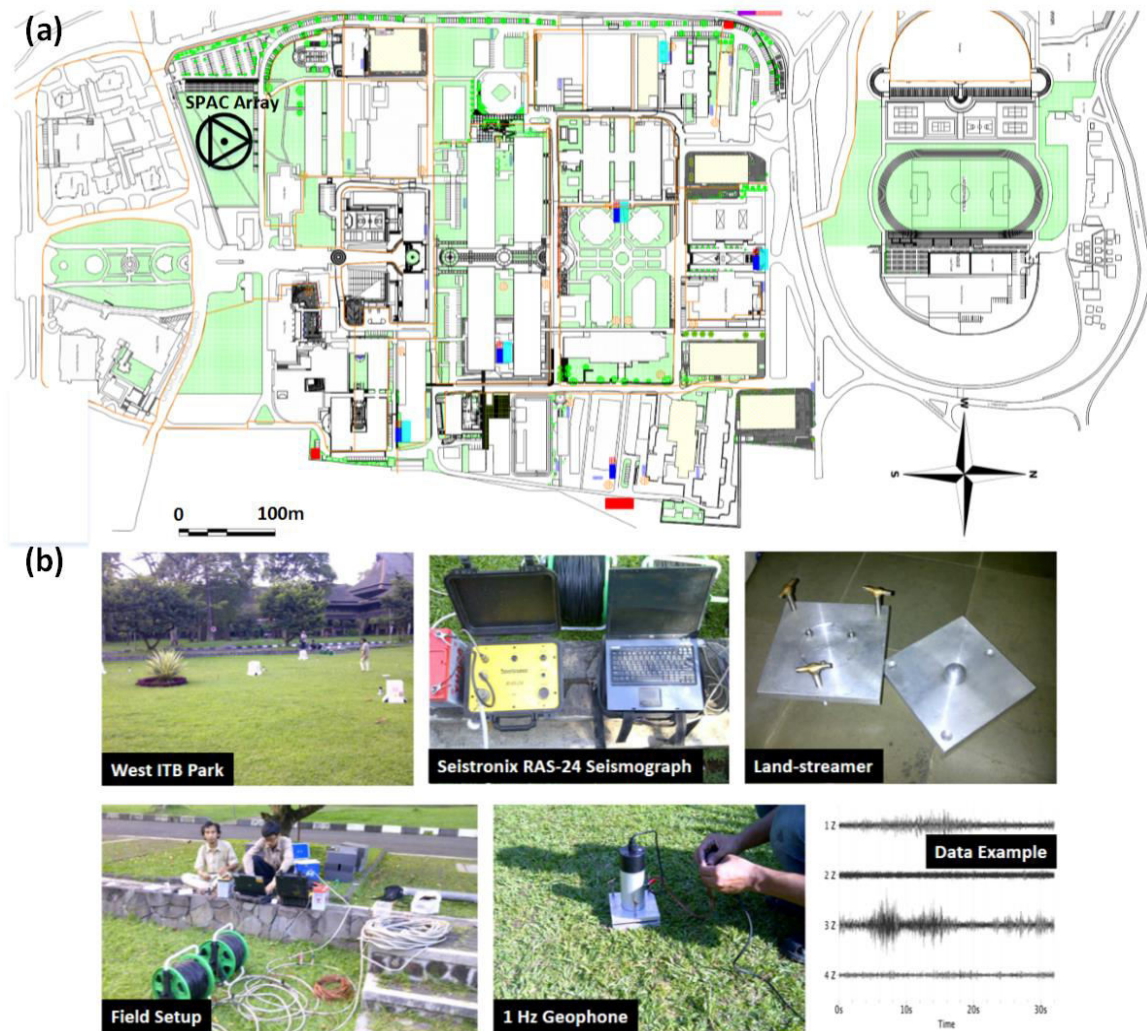 (a)
SPAC Array
W
S
N
0 100m
(b)
West ITB Park
Seistronix RAS-24 Seismograph
Land-streamer
Field Setup
1 Hz Geophone
Data Example
1 Z
2 Z
3 Z
4 Z
0s 10s 20s 30s
Time